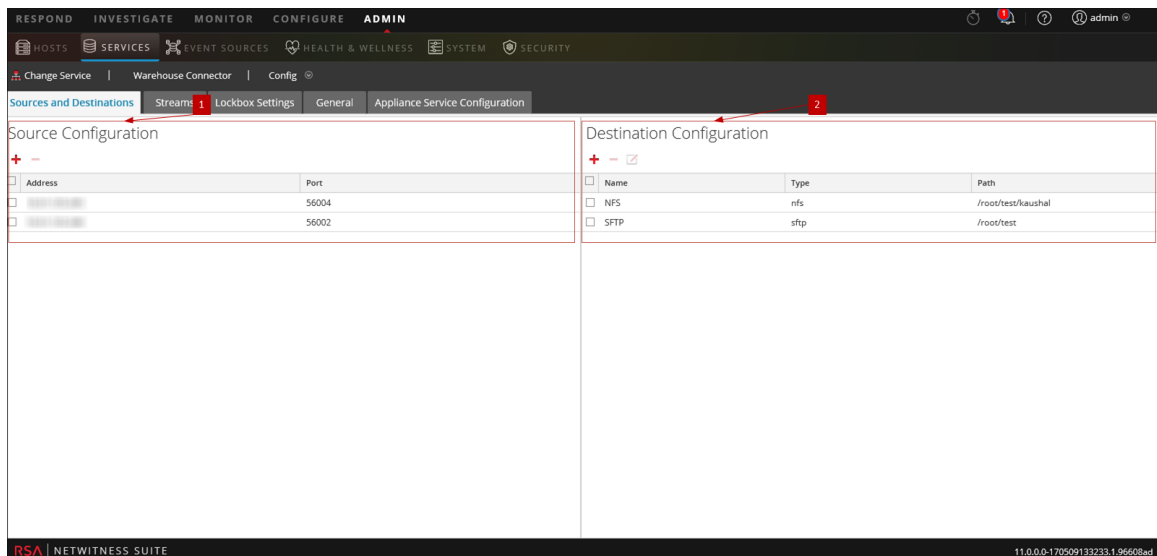 RESPOND INVESTIGATE MONITOR CONFIGURE ADMIN 1 admin
HOSTS SERVICES EVENT SOURCES HEALTH & WELLNESS SYSTEM SECURITY
Change Service | Warehouse Connector | Config
Sources and Destinations Streams 1 Lockbox Settings General Appliance Service Configuration 2
Source Configuration
Address Port
56004
56002
Destination Configuration
Name Type Path
NFS nfs /root/test/kaushal
SFTP sftp /root/test
RSA | NETWITNESS SUITE 11.0.0.0-170509133233.1.96608ad